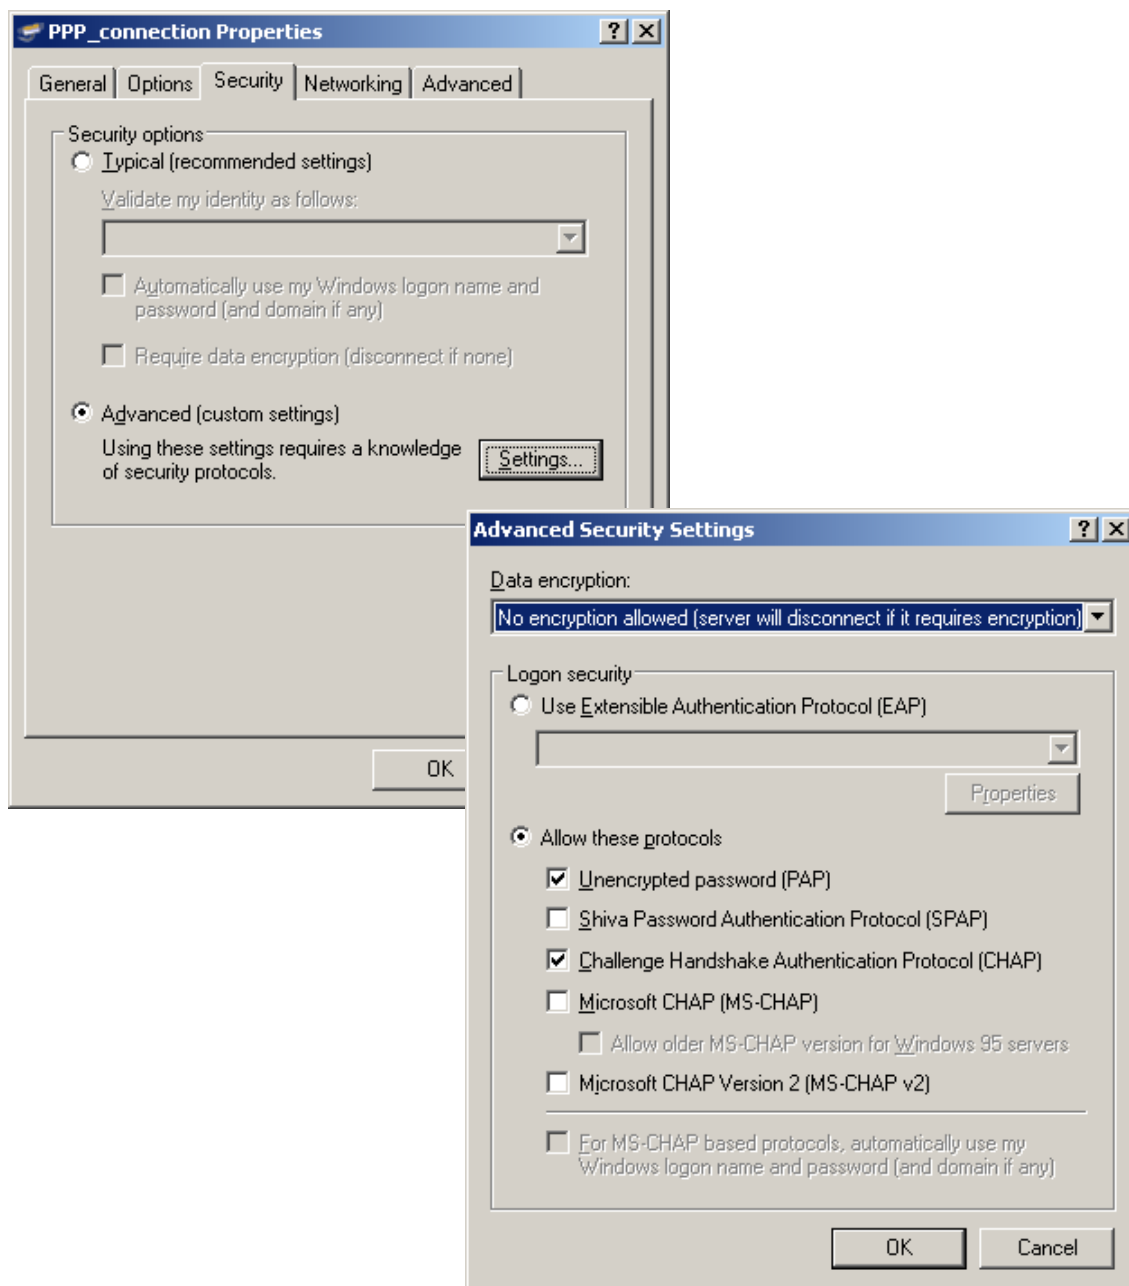 PPP_connection Properties
General
Options
Security
Networking
Advanced
Security options
Typical (recommended settings)
Validate my identity as follows:
Automatically use my Windows logon name and
password (and domain if any)
Require data encryption (disconnect if none)
Advanced (custom settings)
Using these settings requires a knowledge
of security protocols.
Settings...
OK
Advanced Security Settings
Data encryption:
No encryption allowed (server will disconnect if it requires encryption)
Logon security
Use Extensible Authentication Protocol (EAP)
Properties
Allow these protocols
Unencrypted password (PAP)
Shiva Password Authentication Protocol (SPAP)
Challenge Handshake Authentication Protocol (CHAP)
Microsoft CHAP (MS-CHAP)
Allow older MS-CHAP version for Windows 95 servers
Microsoft CHAP Version 2 (MS-CHAP v2)
For MS-CHAP based protocols, automatically use my
Windows logon name and password (and domain if any)
OK
Cancel